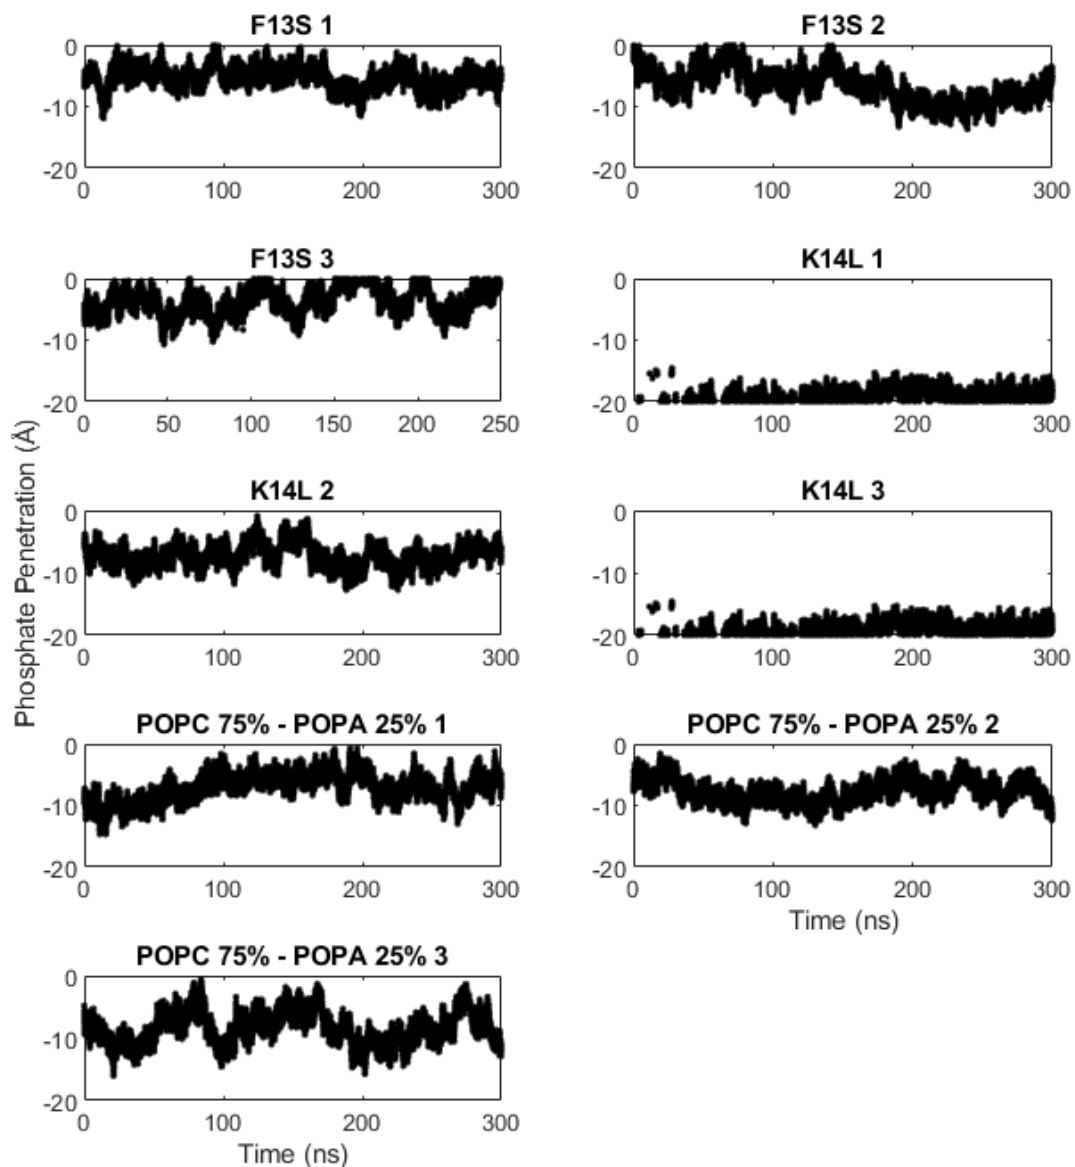 F13S 1
0
-10
-20
0 100 200 300
F13S 2
0
-10
-20
0 100 200 300
F13S 3
0
-10
-20
0 50 100 150 200 250
K14L 1
0
-10
-20
0 100 200 300
Phosphate Penetration (Å)
K14L 2
0
-10
-20
0 100 200 300
K14L 3
0
-10
-20
0 100 200 300
POPC 75% - POPA 25% 1
0
-10
-20
0 100 200 300
POPC 75% - POPA 25% 2
0
-10
-20
0 100 200 300
Time (ns)
POPC 75% - POPA 25% 3
0
-10
-20
0 100 200 300
Time (ns)